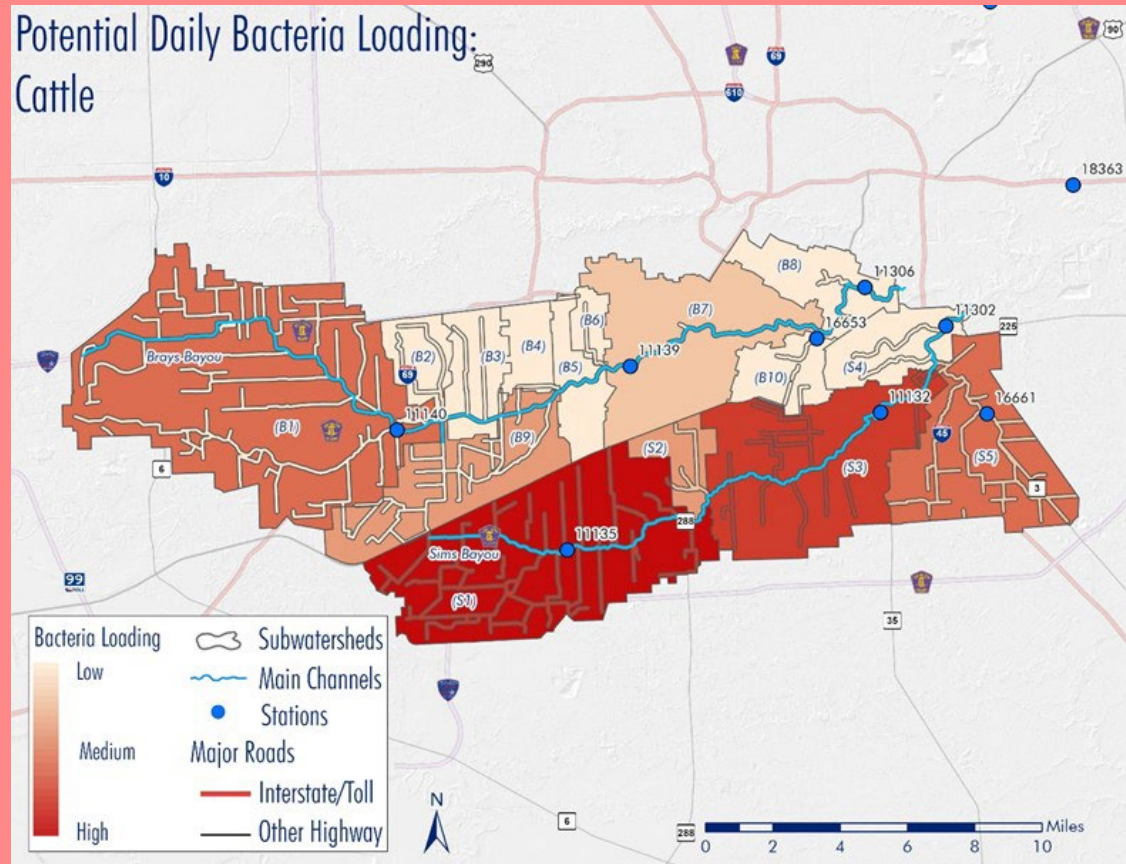 Potential Daily Bacteria Loading:
Cattle
290
69
90
610
10
18363
(B8)
11306
(B7)
16653
11302
225
(B6)
Brays Bayou
(B2)
(B3)
(B4)
11139
69
(B5)
(B10)
(S4)
11132
16661
(B1)
11140
(B9)
45
(S5)
6
(S2)
(S3)
3
288
11135
Sims Bayou
99
(S1)
35
Bacteria Loading
Low
Medium
High
Subwatersheds
Main Channels
Stations
Major Roads
Interstate/Toll
Other Highway
N
6
288
Miles
0 2 4 6 8 10